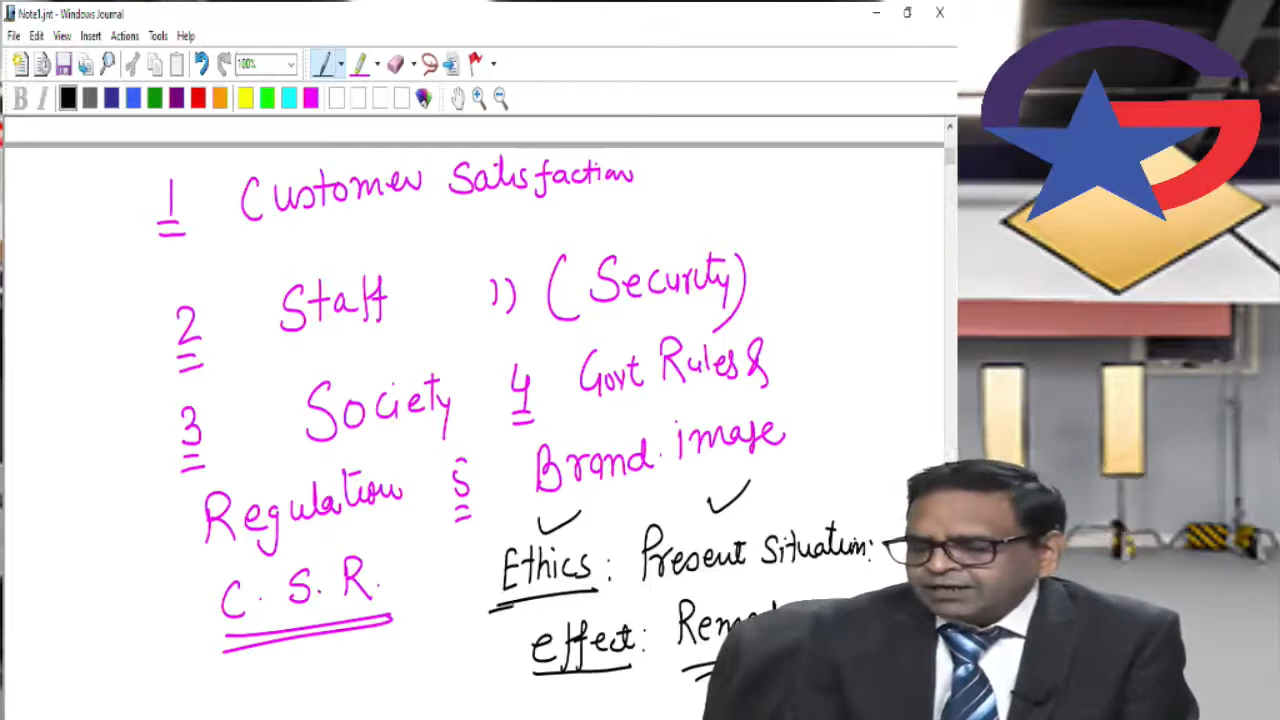 Note1.jnt - Windows Journal
File Edit View Insert Actions Tools Help
100%
B I
1 Customer Satisfaction
2 Staff " (Security)
3 Society 4 Govt Rules &
Regulation 5 Brand. image
C. S. R.
Ethics : Present Situation:
effect :